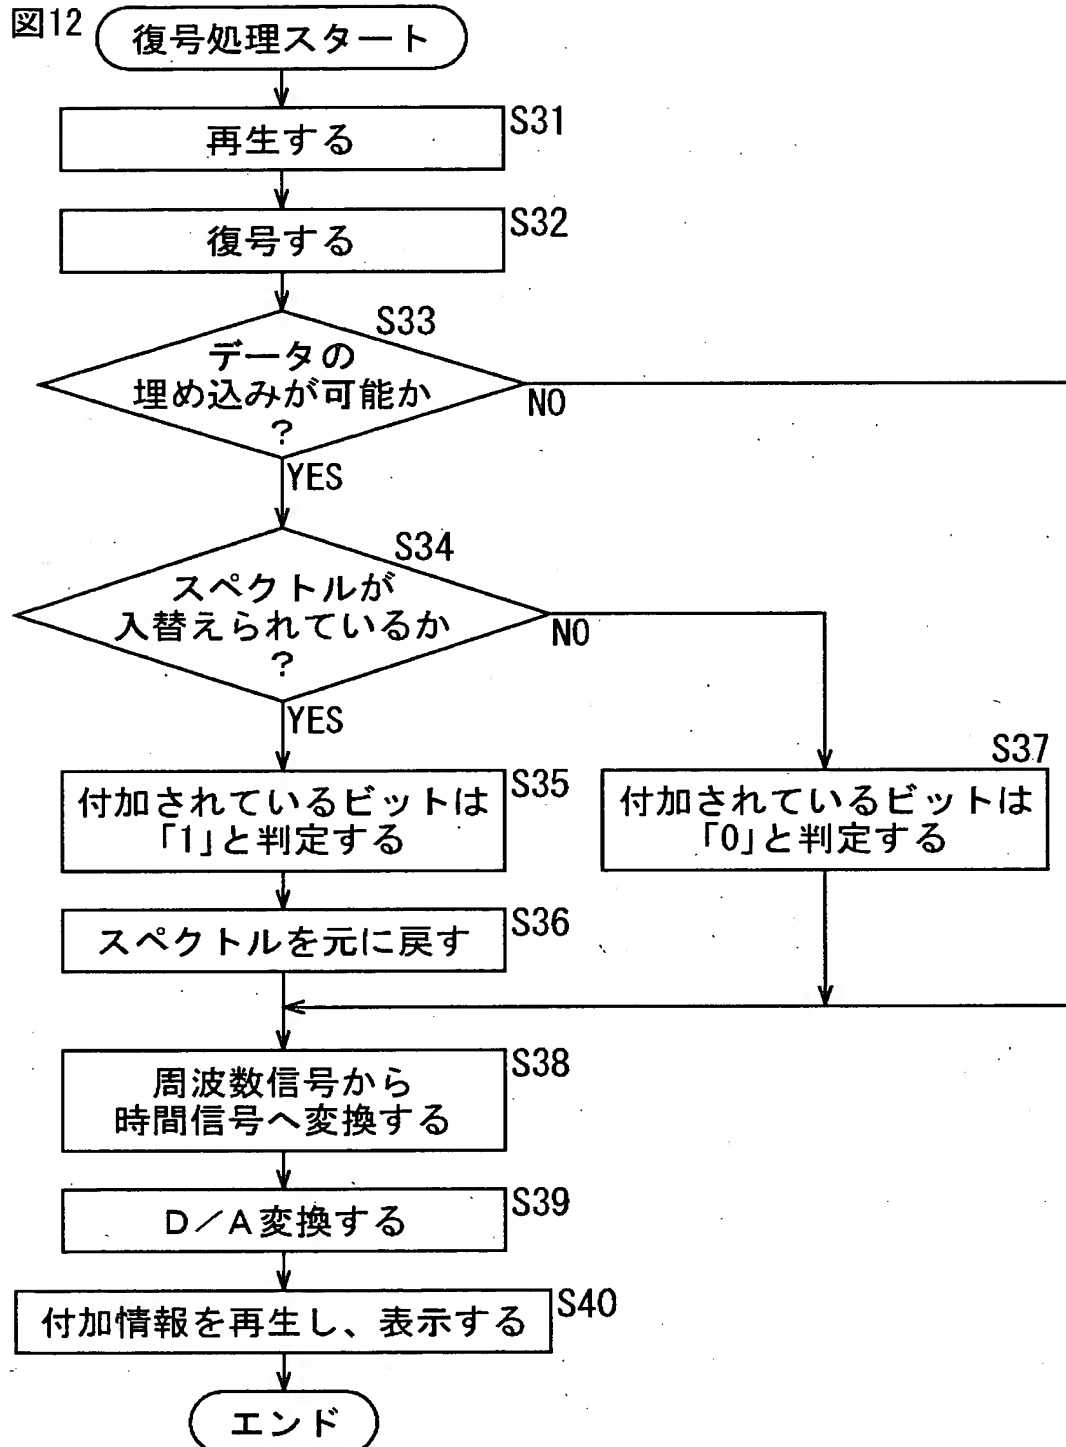 図12
復号処理スタート
再生する
S31
復号する
S32
S33
データの
埋め込みが可能か
?
NO
YES
S34
スペクトルが
入替えられているか
?
NO
YES
付加されているビットは
「1」と判定する
S35
S37
付加されているビットは
「0」と判定する
スペクトルを元に戻す
S36
周波数信号から
時間信号へ変換する
S38
D/A変換する
S39
付加情報を再生し、表示する
S40
エンド